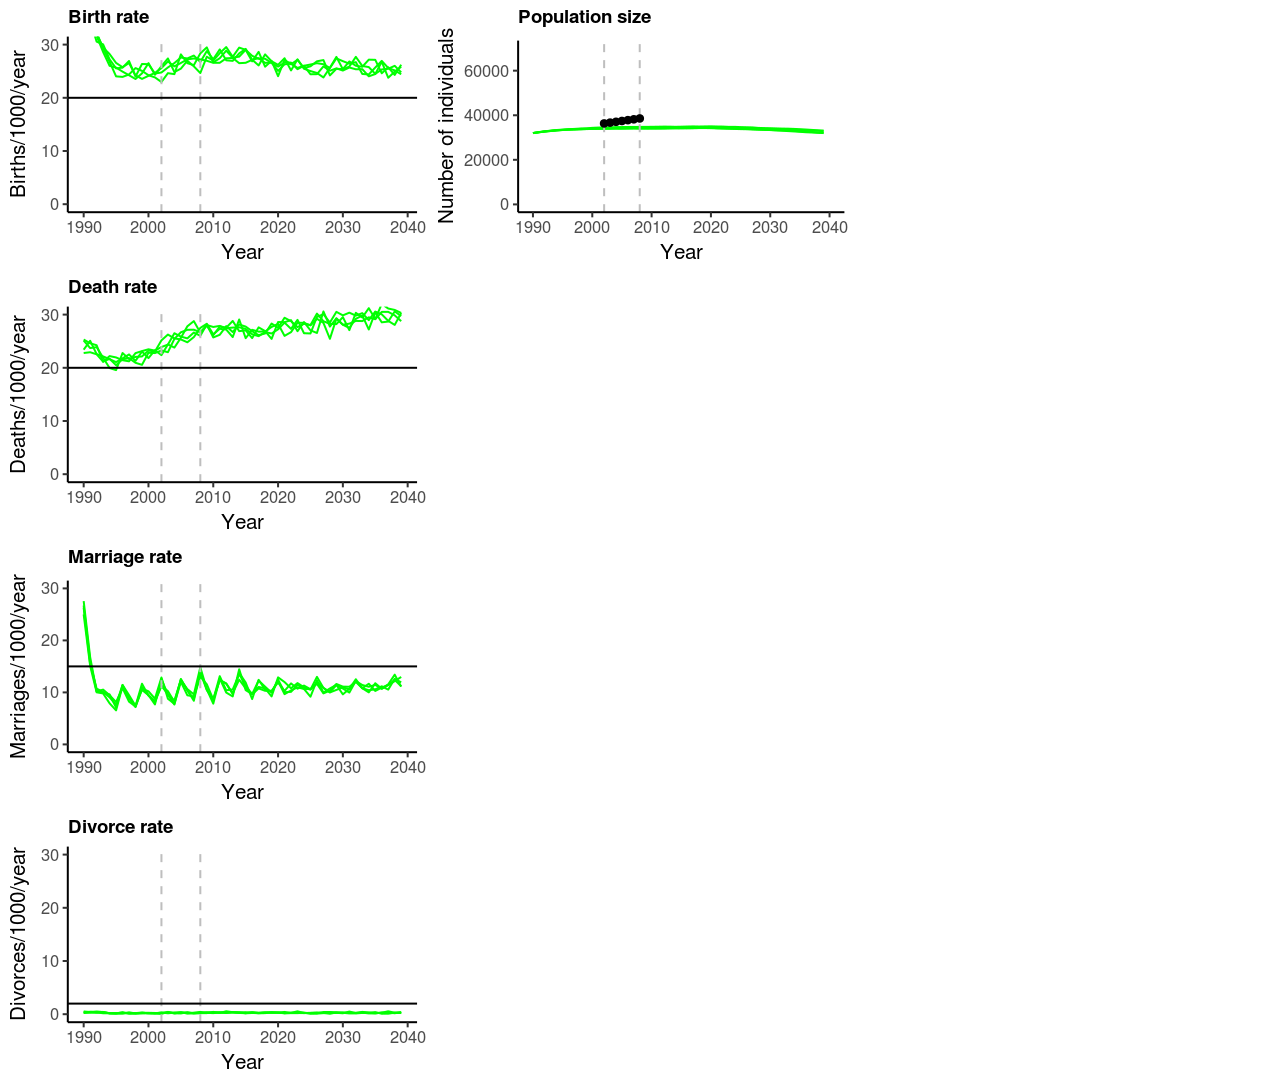 Birth rate
Births/1000/year
30
20
10
0
1990 2000 2010 2020 2030 2040
Year
Population size
Number of individuals
60000
40000
20000
0
1990 2000 2010 2020 2030 2040
Year
Death rate
Deaths/1000/year
30
20
10
0
1990 2000 2010 2020 2030 2040
Year
Marriage rate
Marriages/1000/year
30
20
10
0
1990 2000 2010 2020 2030 2040
Year
Divorce rate
Divorces/1000/year
30
20
10
0
1990 2000 2010 2020 2030 2040
Year